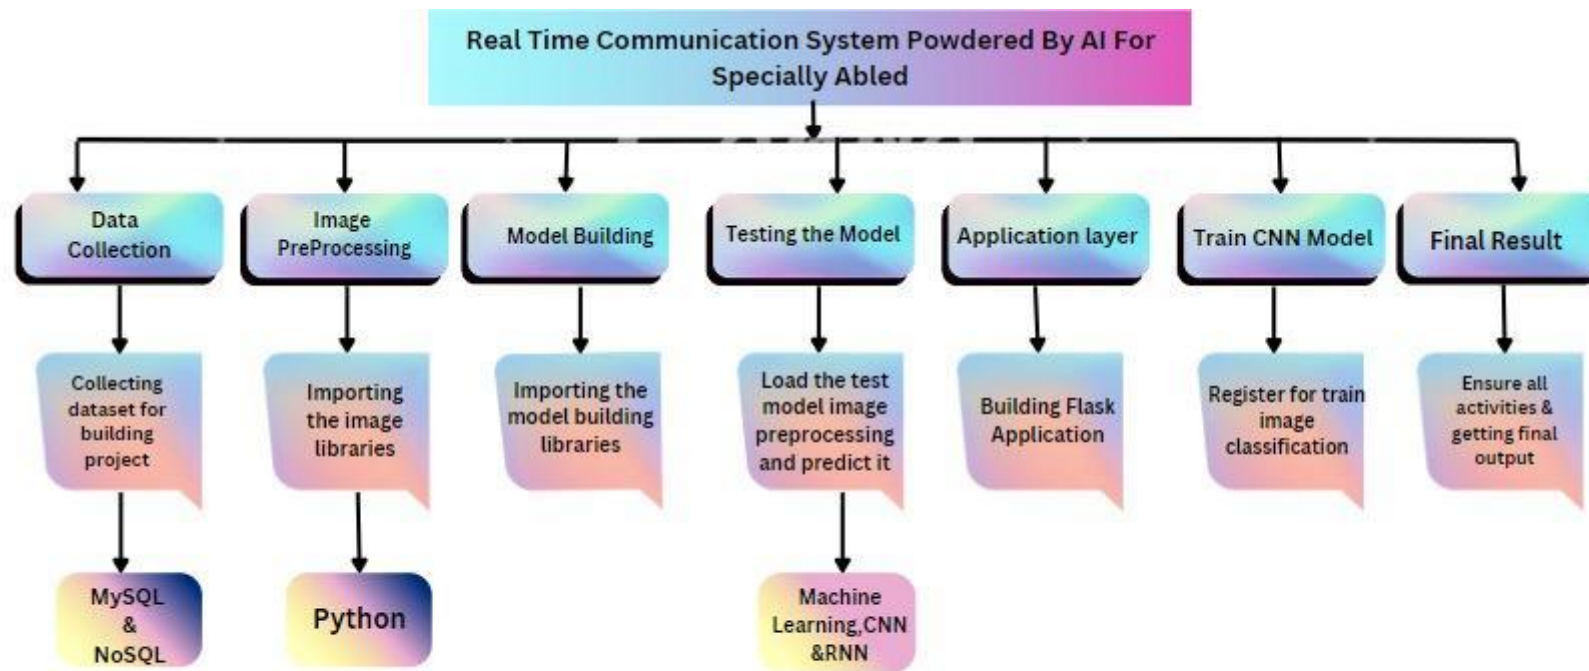 Real Time Communication System Powdered By AI For
Specially Abled
Data
Collection
Image
PreProcessing
Model Building
Testing the Model
Application layer
Train CNN Model
Final Result
Collecting
dataset for
building
project
Importing
the image
libraries
Importing the
model building
libraries
Load the test
model image
preprocessing
and predict it
Building Flask
Application
Register for train
image
classification
Ensure all
activities &
getting final
output
MySQL
&
NoSQL
Python
Machine
Learning,CNN
&RNN